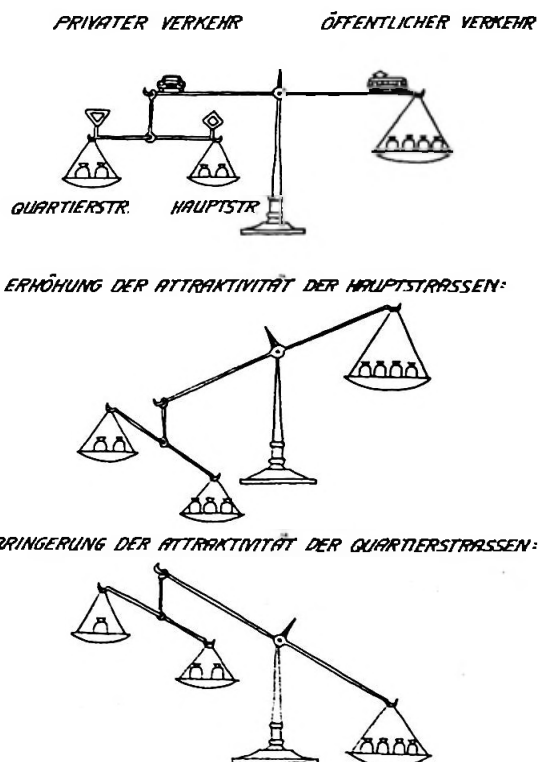 PRIVATER VERKEHR ÖFFENTLICHER VERKEHR
QUARTIERSTR. HAUPTSTR
ERHÖHUNG DER ATTRAKTIVITÄT DER HAUPTSTRASSEN:
RRINGERUNG DER ATTRAKTIVITÄT DER QUARTIERSTRASSEN: